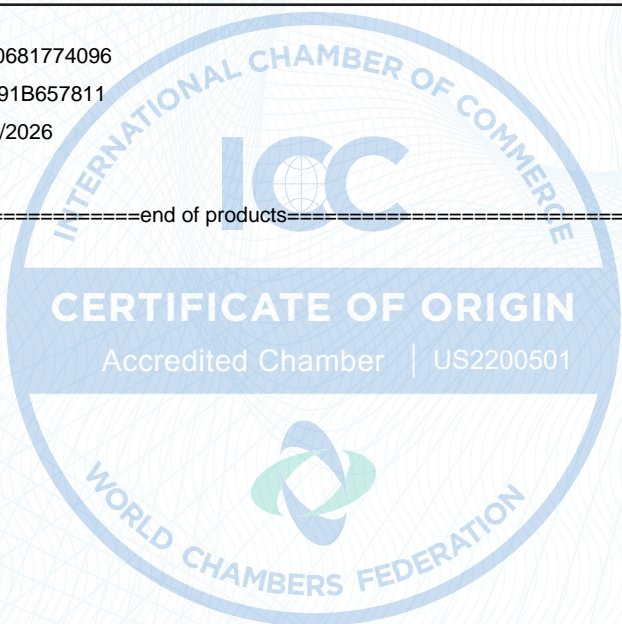 0681774096
91B657811
/2026
===========end of products===========================
INTERNATIONAL CHAMBER OF COMMERCE
ICC
CERTIFICATE OF ORIGIN
Accredited Chamber | US2200501
WORLD CHAMBERS FEDERATION